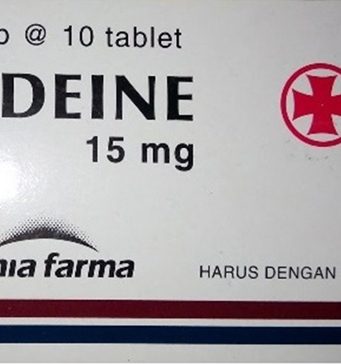 @ 10 tablet
DEINE
15 mg
nia farma
HARUS DENGAN